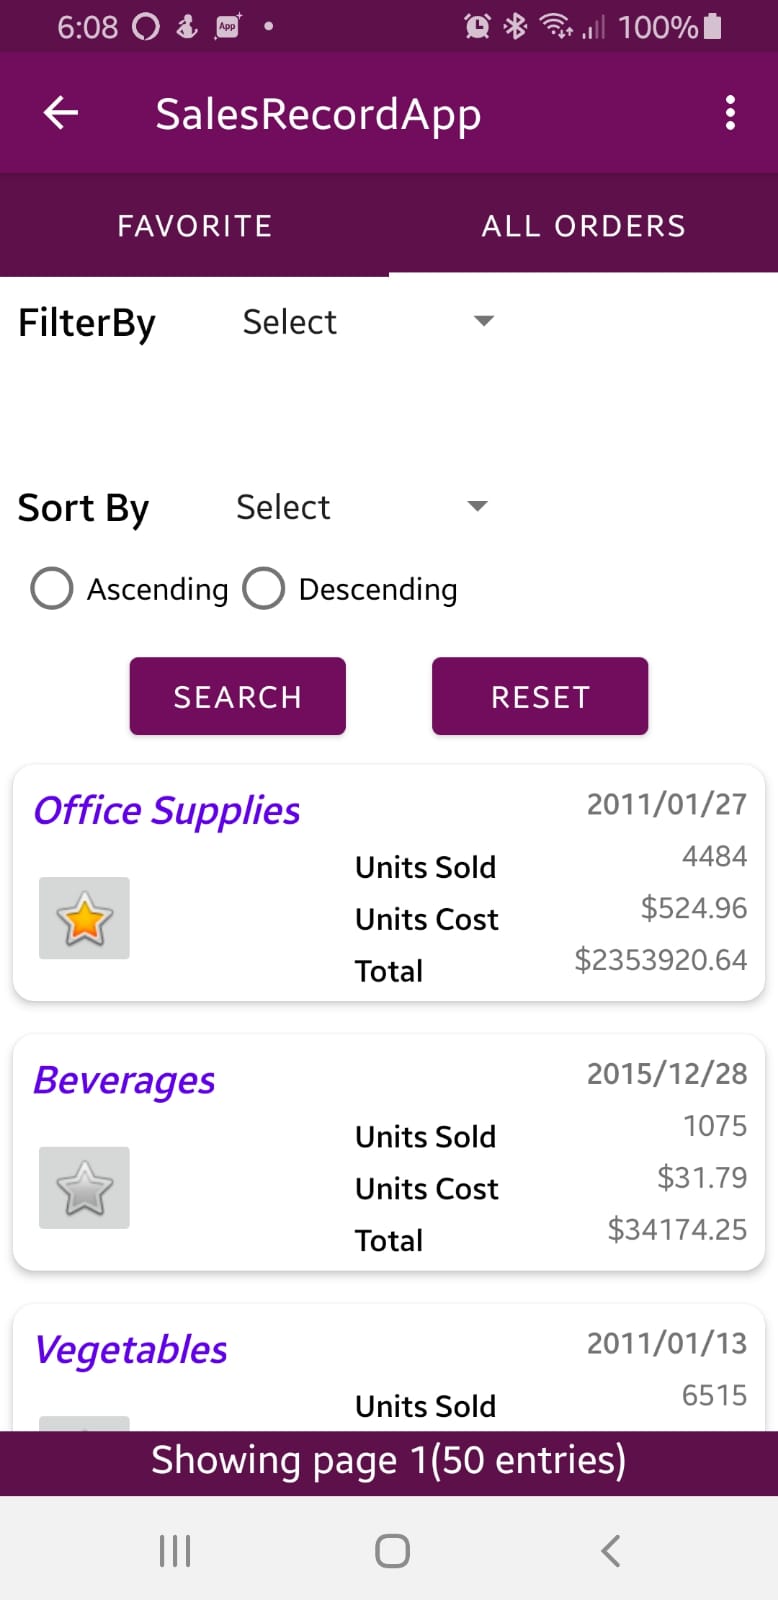 6:08 App 100%
SalesRecordApp
FAVORITE ALL ORDERS
FilterBy Select
Sort By Select
Ascending Descending
SEARCH RESET
Office Supplies 2011/01/27
Units Sold 4484
Units Cost $524.96
Total $2353920.64
Beverages 2015/12/28
Units Sold 1075
Units Cost $31.79
Total $34174.25
Vegetables 2011/01/13
Units Sold 6515
Showing page 1(50 entries)